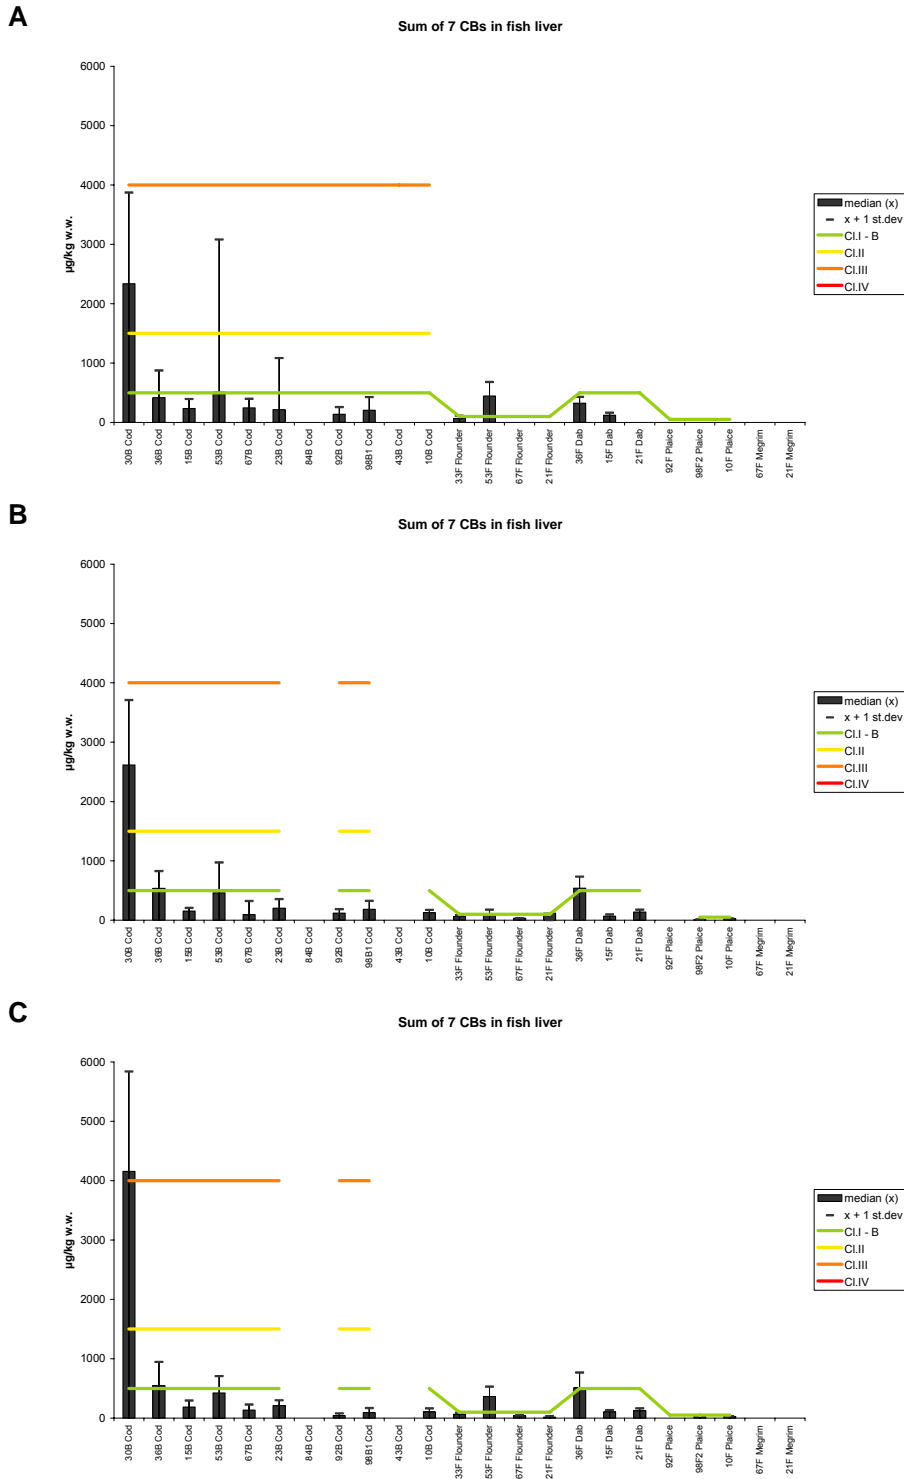 A
Sum of 7 CBs in fish liver
6000
5000
4000
3000
2000
1000
0
µg/kg w.w.
30B Cod
36B Cod
15B Cod
53B Cod
67B Cod
23B Cod
84B Cod
92B Cod
98B1 Cod
43B Cod
10B Cod
33F Flounder
53F Flounder
67F Flounder
21F Flounder
36F Dab
15F Dab
21F Dab
92F Plaice
98F2 Plaice
10F Plaice
67F Megrim
21F Megrim
median (x)
x + 1 st.dev
Cl.I - B
Cl.II
Cl.III
Cl.IV
B
Sum of 7 CBs in fish liver
6000
5000
4000
3000
2000
1000
0
µg/kg w.w.
30B Cod
36B Cod
15B Cod
53B Cod
67B Cod
23B Cod
84B Cod
92B Cod
98B1 Cod
43B Cod
10B Cod
33F Flounder
53F Flounder
67F Flounder
21F Flounder
36F Dab
15F Dab
21F Dab
92F Plaice
98F2 Plaice
10F Plaice
67F Megrim
21F Megrim
median (x)
x + 1 st.dev
Cl.I - B
Cl.II
Cl.III
Cl.IV
C
Sum of 7 CBs in fish liver
6000
5000
4000
3000
2000
1000
0
µg/kg w.w.
30B Cod
36B Cod
15B Cod
53B Cod
67B Cod
23B Cod
84B Cod
92B Cod
98B1 Cod
43B Cod
10B Cod
33F Flounder
53F Flounder
67F Flounder
21F Flounder
36F Dab
15F Dab
21F Dab
92F Plaice
98F2 Plaice
10F Plaice
67F Megrim
21F Megrim
median (x)
x + 1 st.dev
Cl.I - B
Cl.II
Cl.III
Cl.IV